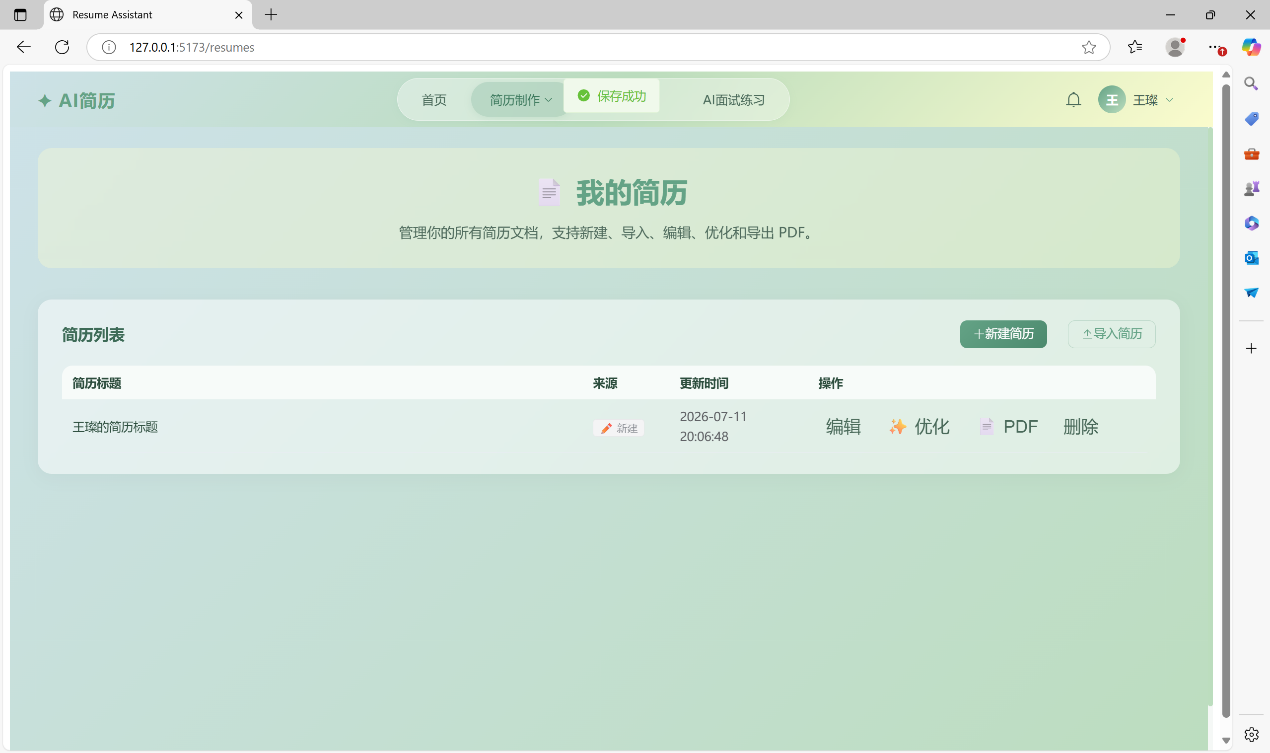 Resume Assistant
127.0.0.1:5173/resumes
AI简历
首页
简历制作
保存成功
AI面试练习
王
王璨
我的简历
管理你的所有简历文档，支持新建、导入、编辑、优化和导出 PDF。
简历列表
新建简历
导入简历
简历标题 来源 更新时间 操作
王璨的简历标题 新建 2026-07-11
20:06:48
编辑 优化 PDF 删除